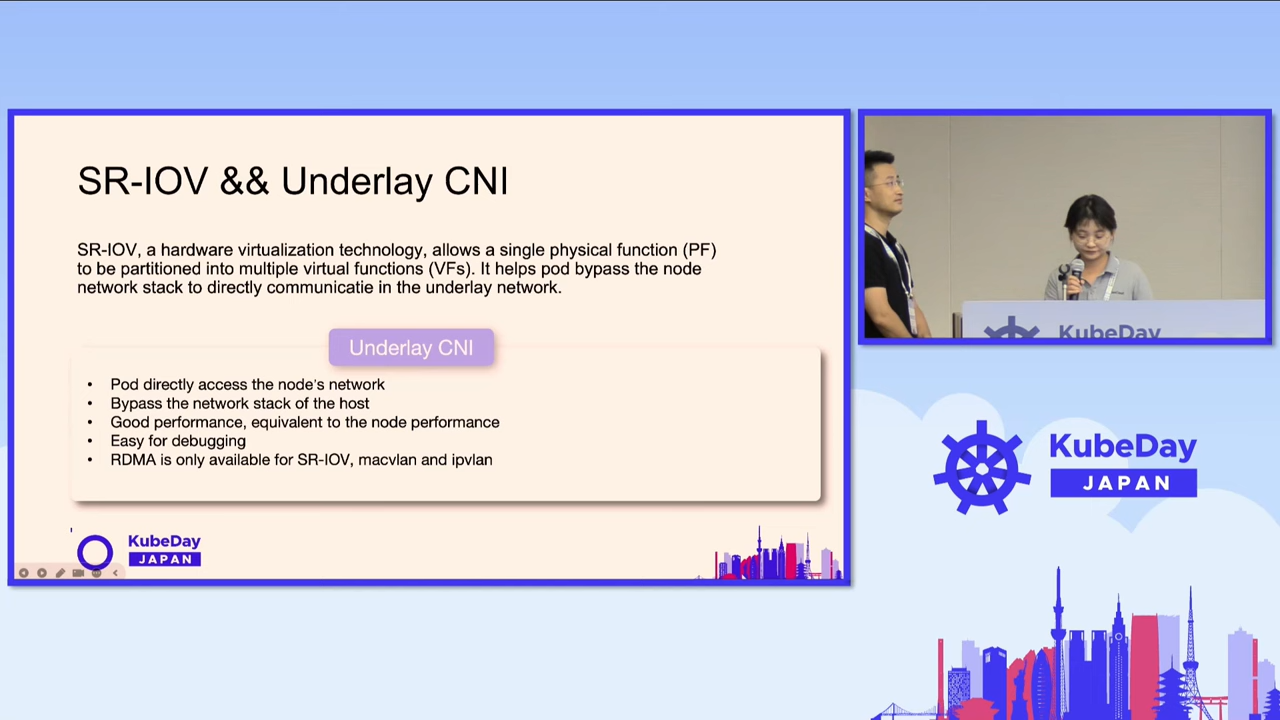 SR-IOV && Underlay CNI
SR-IOV, a hardware virtualization technology, allows a single physical function (PF)
to be partitioned into multiple virtual functions (VFs). It helps pod bypass the node
network stack to directly communicatie in the underlay network.
Underlay CNI
• Pod directly access the node's network
• Bypass the network stack of the host
• Good performance, equivalent to the node performance
• Easy for debugging
• RDMA is only available for SR-IOV, macvlan and ipvlan
KubeDay
JAPAN
KubeDay
KubeDay
JAPAN